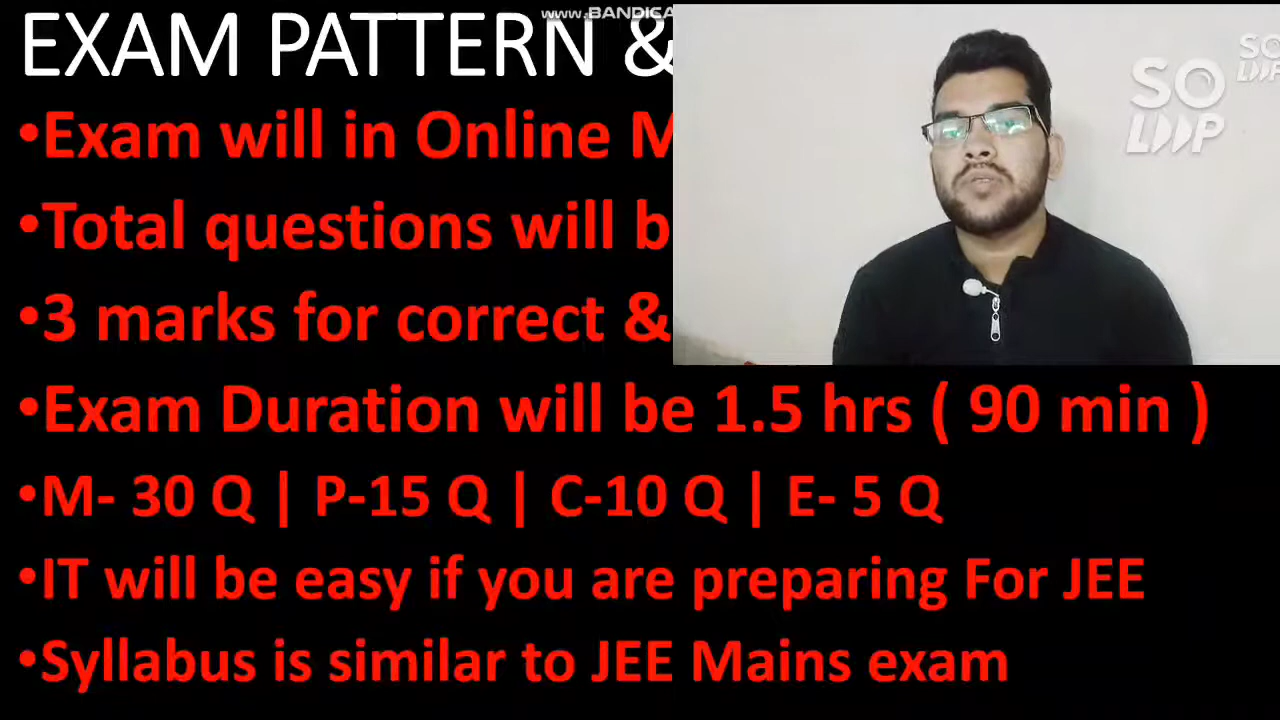 www.BANDICA
EXAM PATTERN &
•Exam will in Online M
•Total questions will b
•3 marks for correct &
•Exam Duration will be 1.5 hrs ( 90 min )
•M- 30 Q | P-15 Q | C-10 Q | E- 5 Q
•IT will be easy if you are preparing For JEE
•Syllabus is similar to JEE Mains exam
SO
LOOP
SO
LOOP